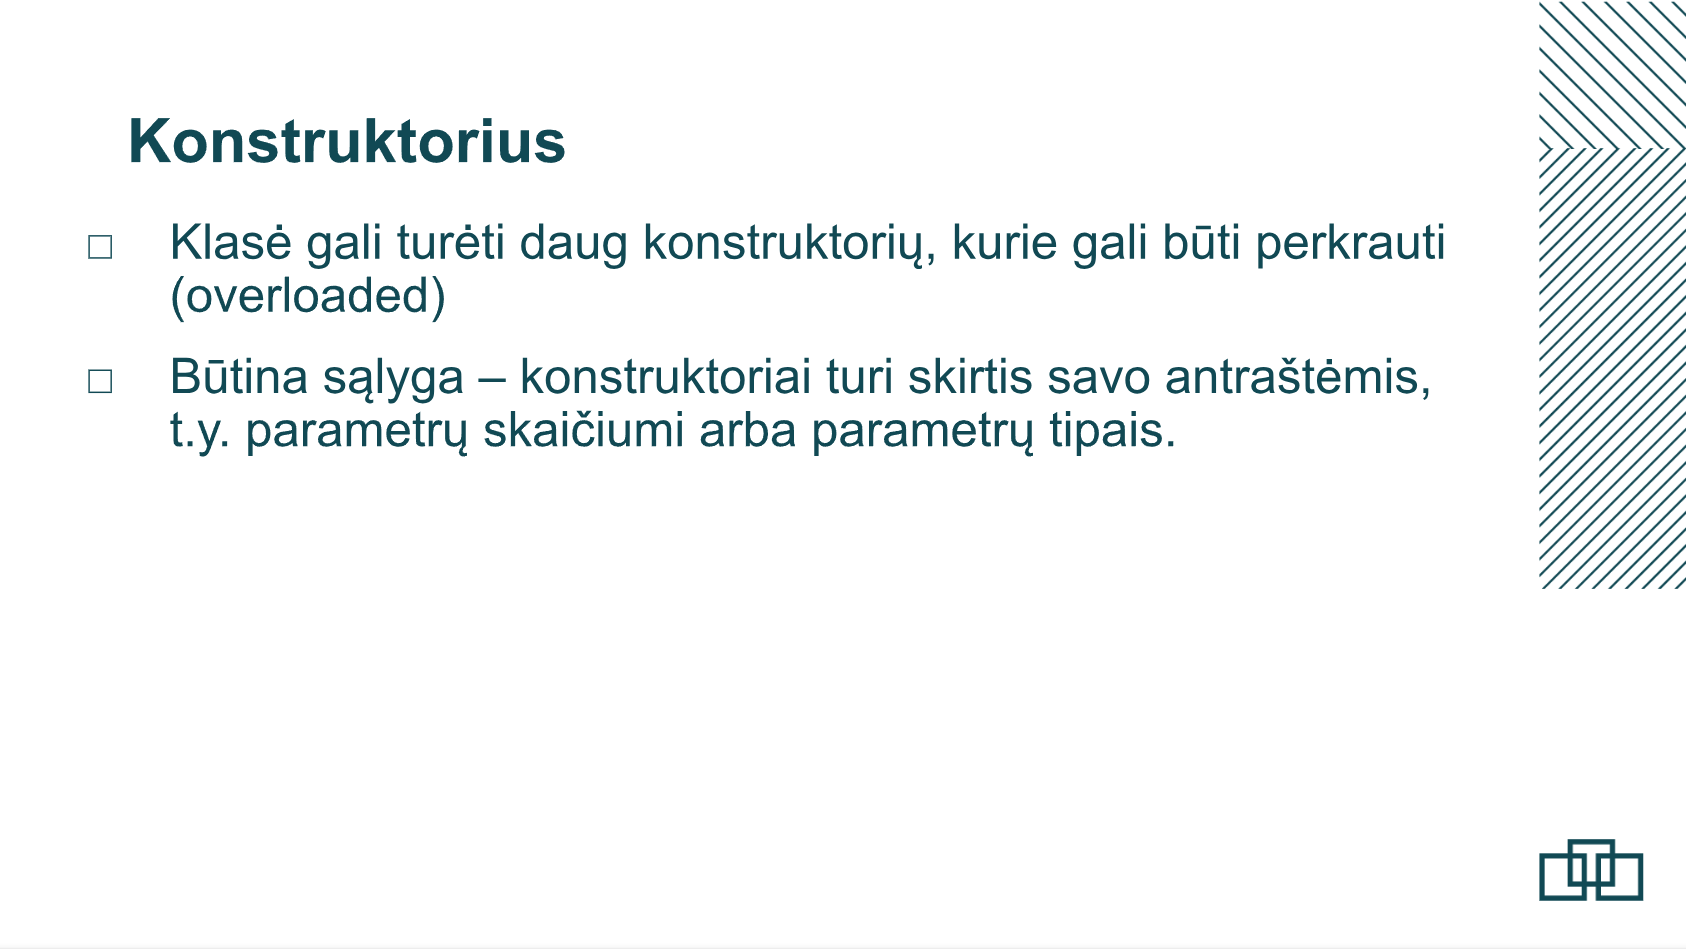 Konstruktorius
Klasė gali turėti daug konstruktorių, kurie gali būti perkrauti
(overloaded)
Būtina sąlyga – konstruktoriai turi skirtis savo antraštėmis,
t.y. parametrų skaičiumi arba parametrų tipais.